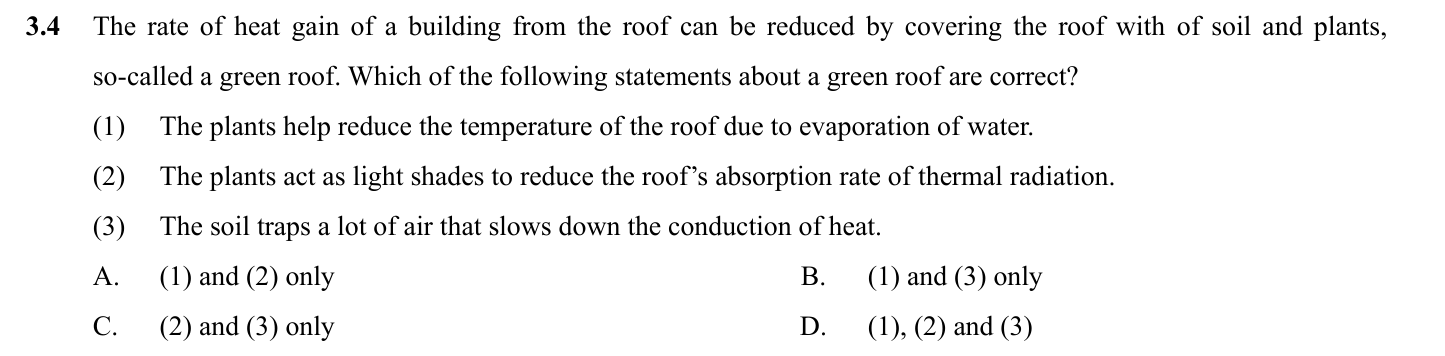 3.4 The rate of heat gain of a building from the roof can be reduced by covering the roof with of soil and plants,
so-called a green roof. Which of the following statements about a green roof are correct?
(1) The plants help reduce the temperature of the roof due to evaporation of water.
(2) The plants act as light shades to reduce the roof’s absorption rate of thermal radiation.
(3) The soil traps a lot of air that slows down the conduction of heat.
A. (1) and (2) only B. (1) and (3) only
C. (2) and (3) only D. (1), (2) and (3)